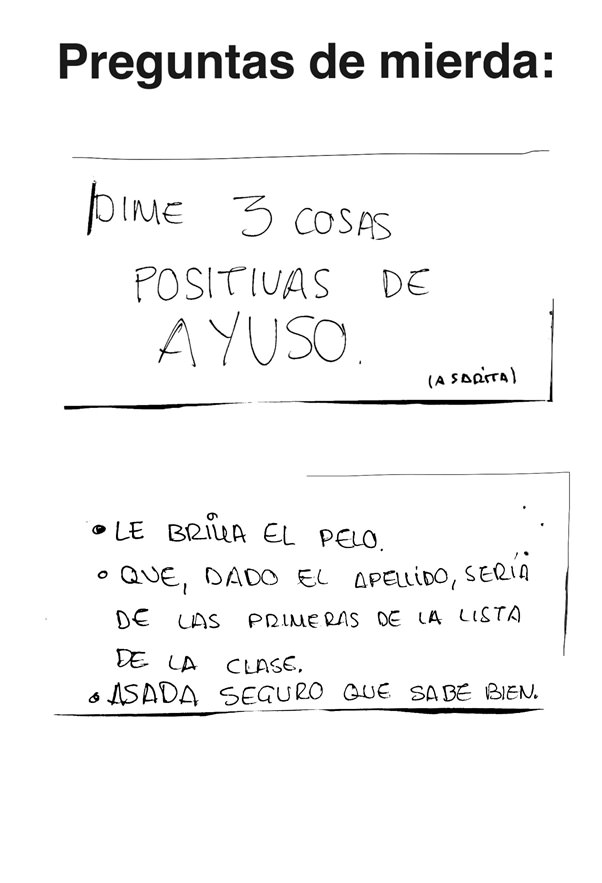 Preguntas de mierda:
DIME 3 COSAS
POSITIVAS DE
AYUSO.
(A SARITA)
• LE BRILLA EL PELO.
• QUE, DADO EL APELLIDO, SERÍA
DE LAS PRIMERAS DE LA LISTA
DE LA CLASE.
• ASADA SEGURO QUE SABE BIEN.